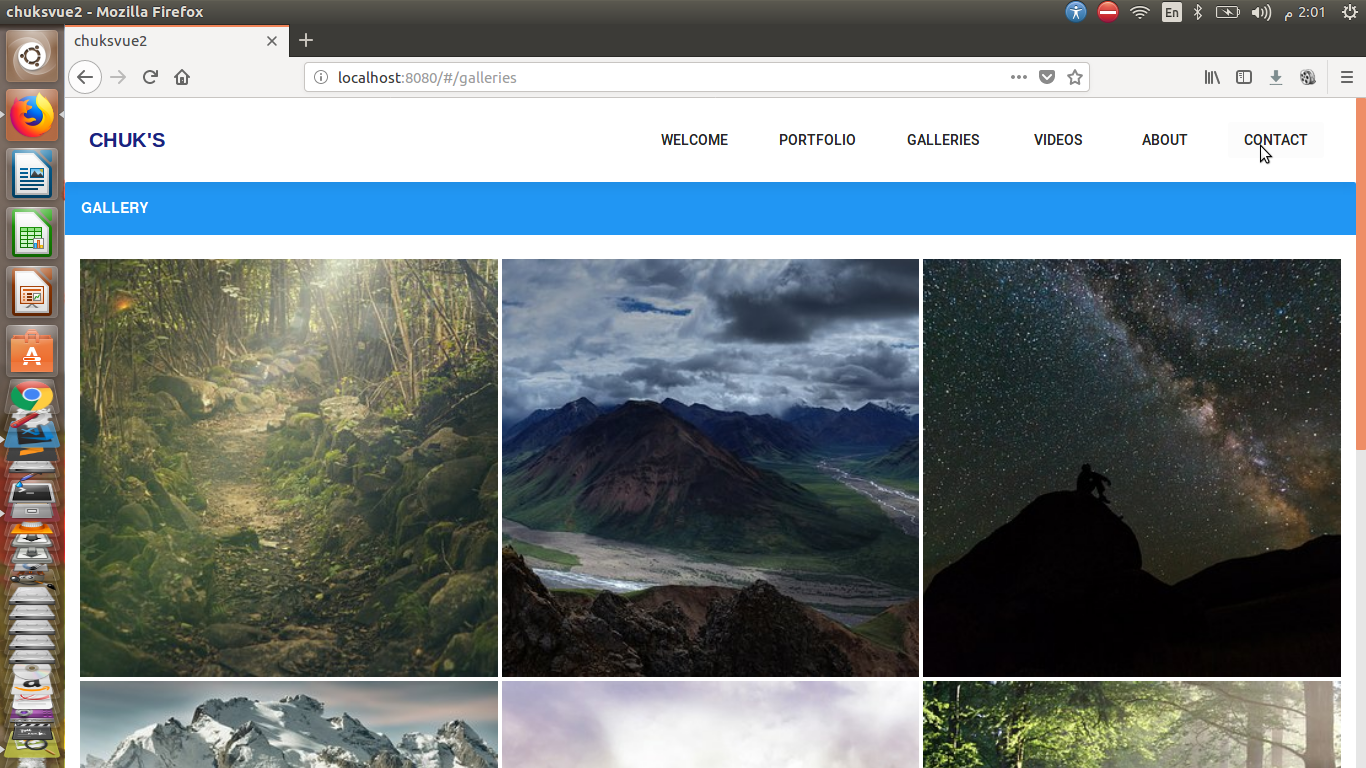 chuksvue2 - Mozilla Firefox
En
2:01 م
chuksvue2
localhost:8080/#/galleries
CHUK'S
WELCOME
PORTFOLIO
GALLERIES
VIDEOS
ABOUT
CONTACT
GALLERY